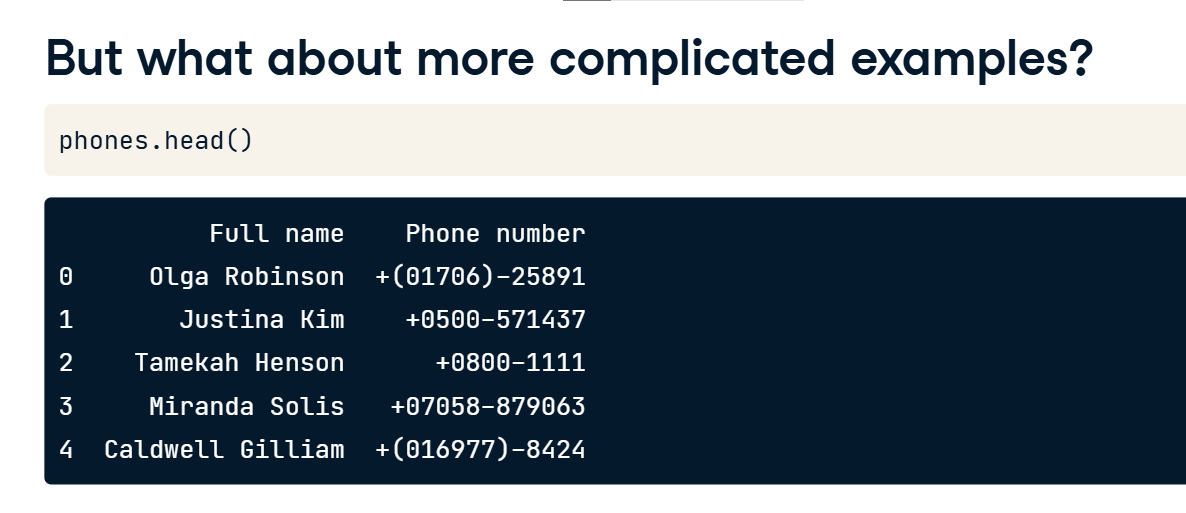 But what about more complicated examples?
phones.head()
Full name Phone number
0 Olga Robinson +(01706)-25891
1 Justina Kim +0500-571437
2 Tamekah Henson +0800-1111
3 Miranda Solis +07058-879063
4 Caldwell Gilliam +(016977)-8424